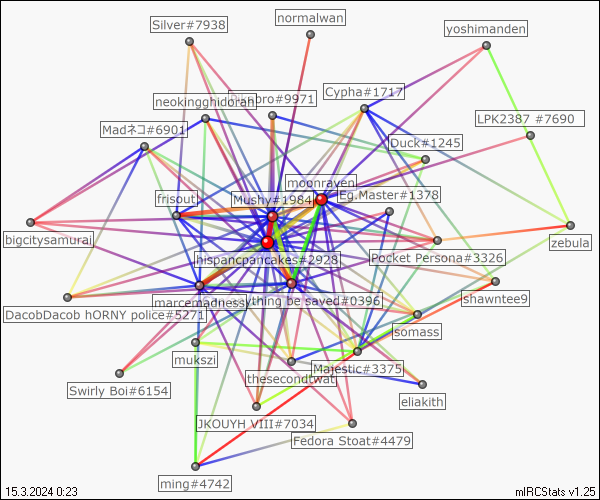 Silver#7938
normalwan
yoshimanden
Cypha#1717
neokingghidorah
bro#9971
LPK2387 #7690
Madネコ#6901
Duck#1245
moonraven
Eg.Master#1378
frisout
Mushy#1984
bigcitysamurai
zebula
hispancpancakes#2928
Pocket Persona#3326
marcemadness
anything be saved#0396
shawntee9
DacobDacob hORNY police#5271
somass
mukszi
Majestic#3375
thesecondtwat
Swirly Boi#6154
eliakith
JKOUYH VIII#7034
Fedora Stoat#4479
ming#4742
15.3.2024 0:23
mIRCStats v1.25